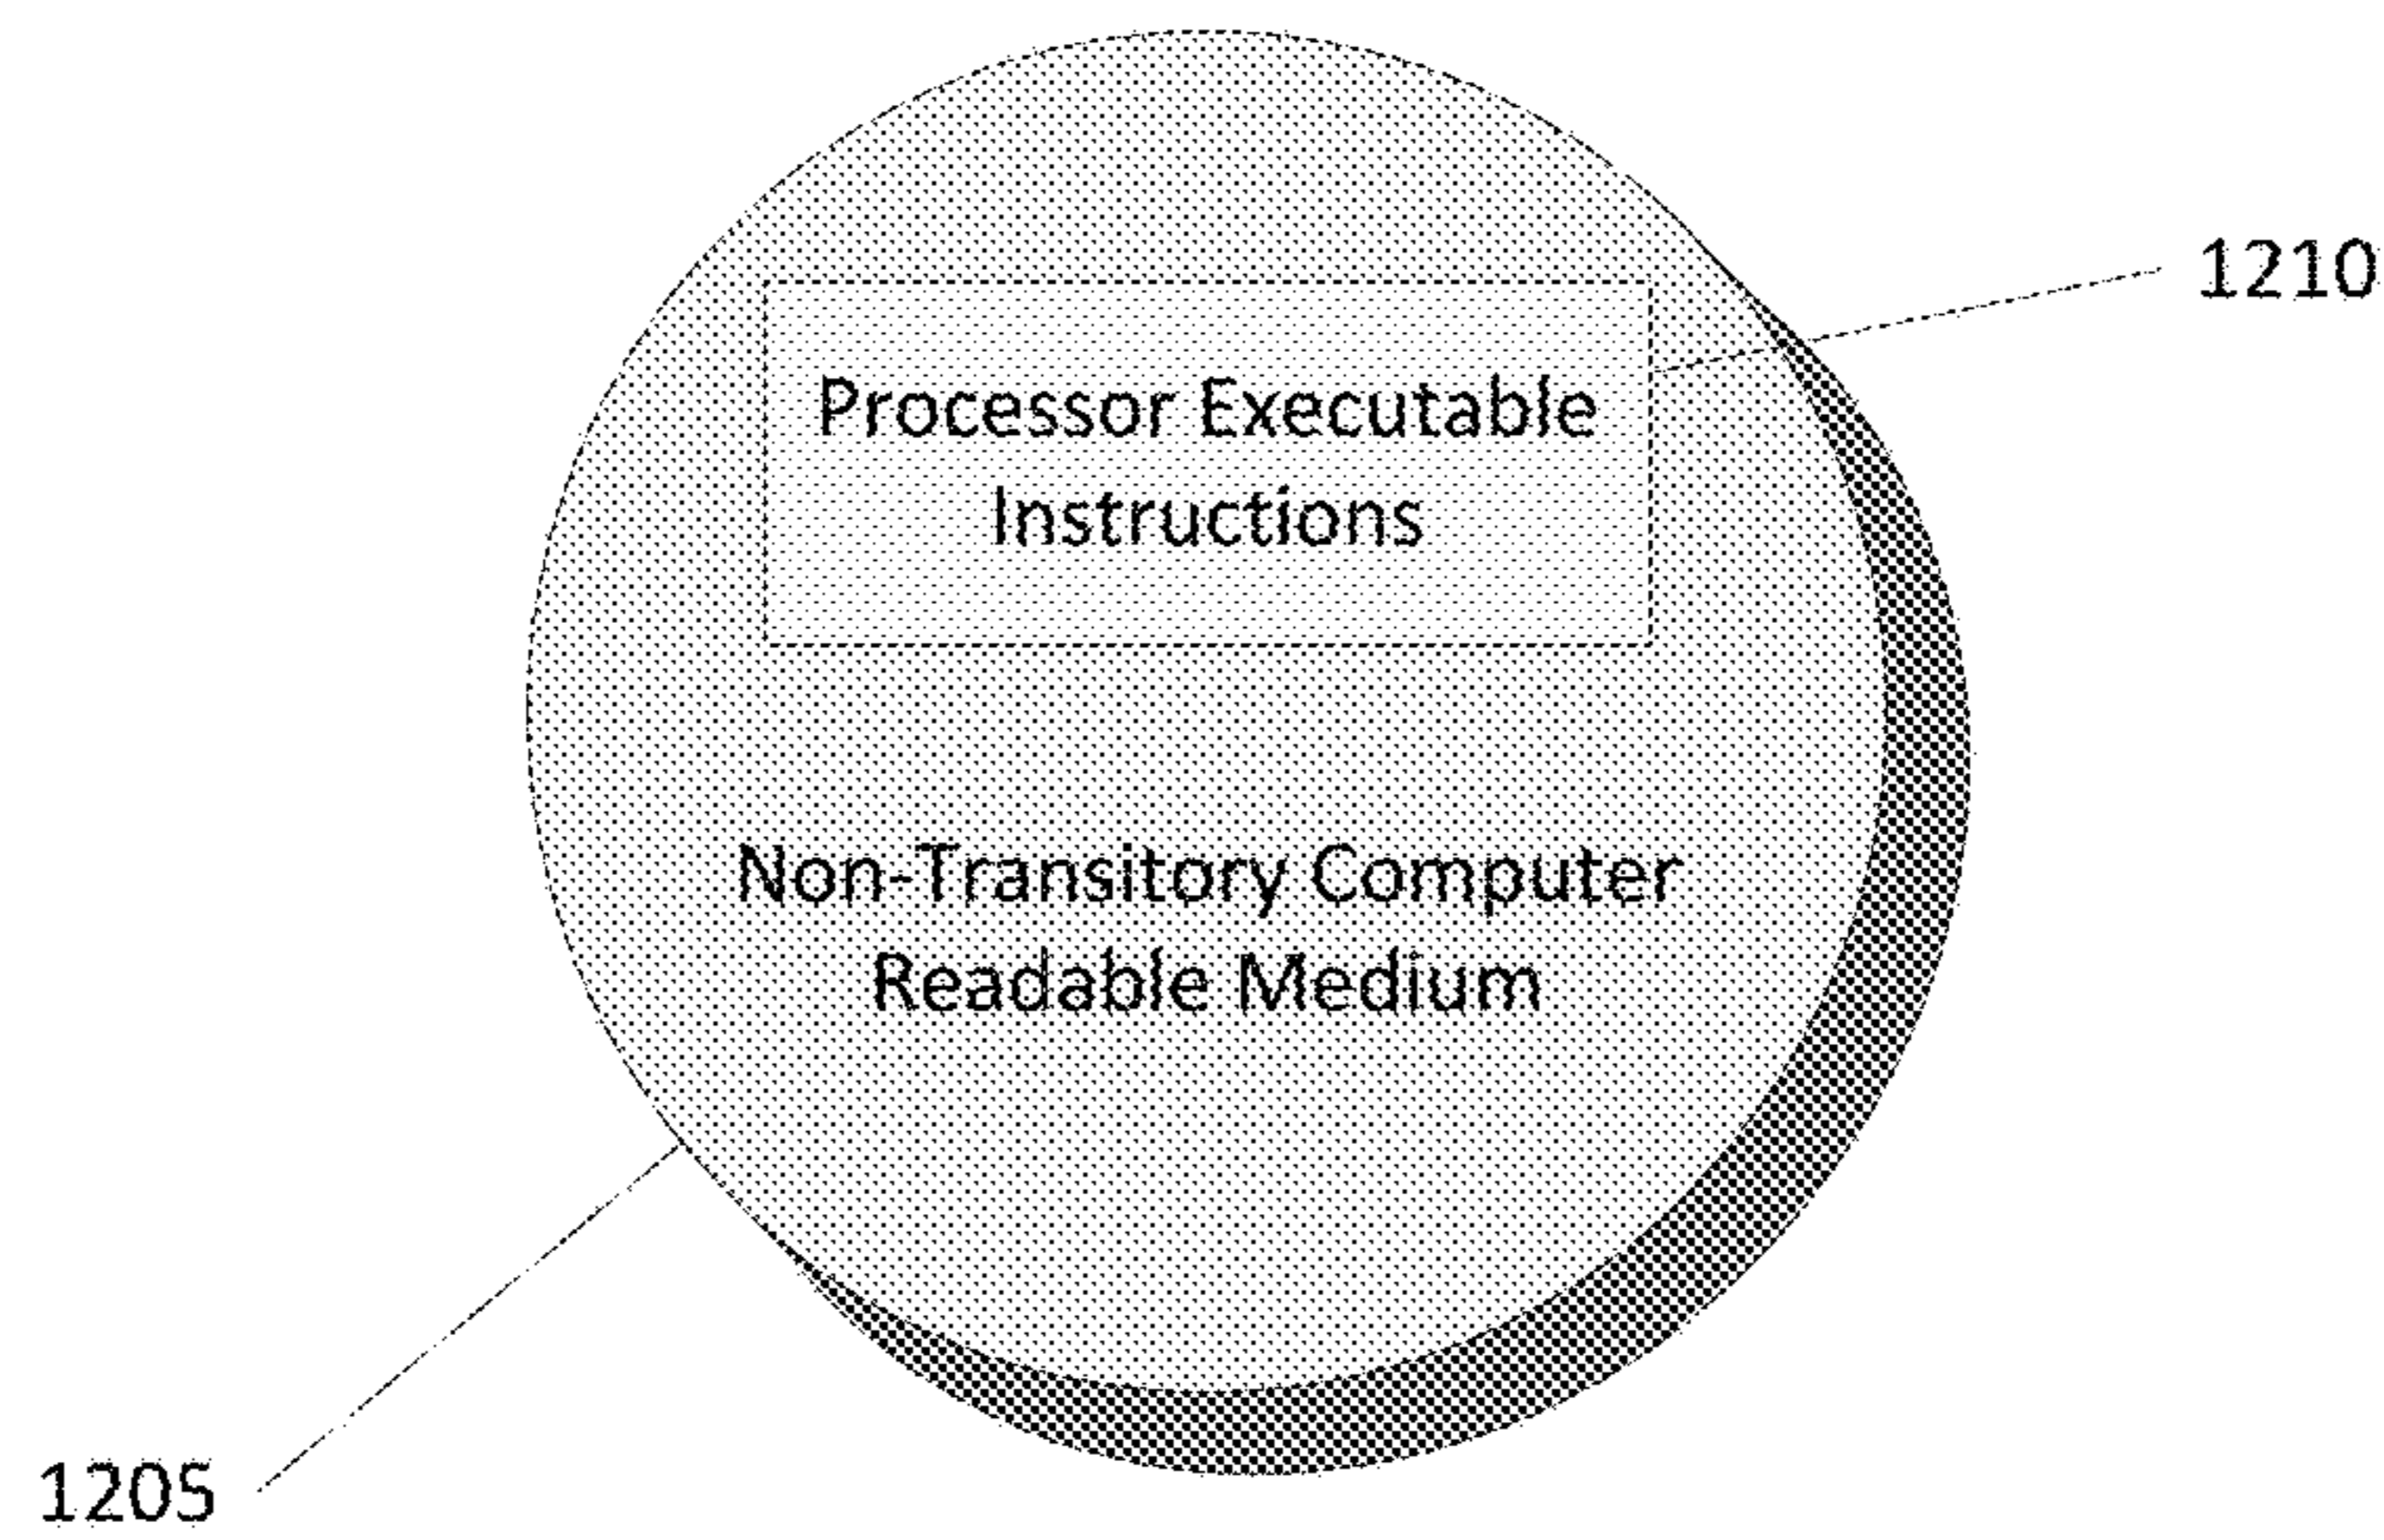 1210
Processor Executable
Instructions
Non-Transitory Computer
Readable Medium
1205